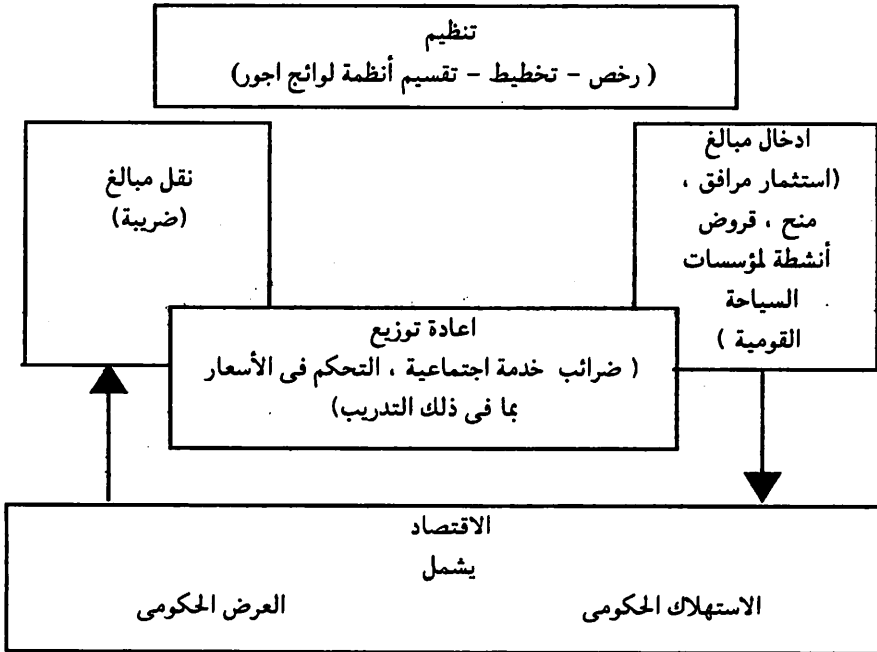 تنظيم
( رخص – تخطيط – تقسيم أنظمة لوائح اجور)
ادخال مبالغ
(استثمار مرافق ،
منح ، قروض
أنشطة لمؤسسات
السياحة
القومية )
نقل مبالغ
(ضريبة)
اعادة توزيع
( ضرائب خدمة اجتماعية ، التحكم فى الأسعار
بما فى ذلك التدريب)
الاقتصاد
يشمل
الاستهلاك الحكومى
العرض الحكومى